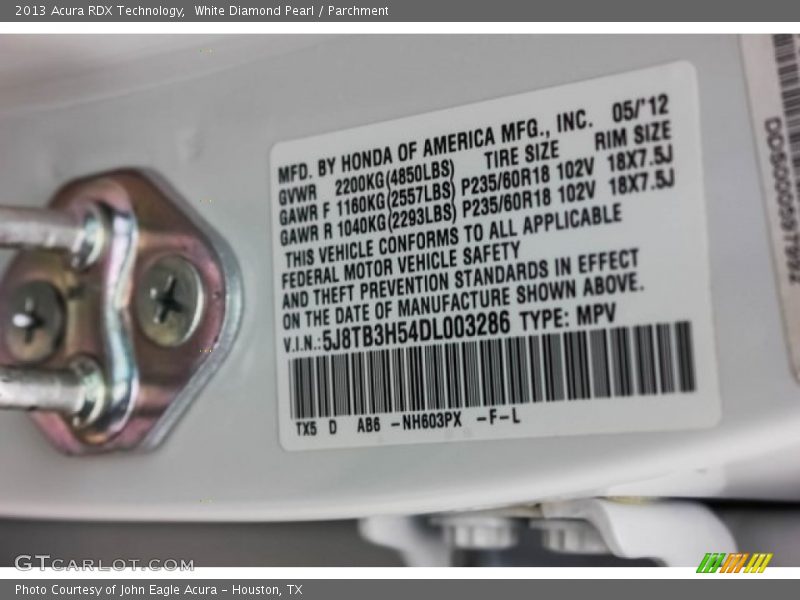 2013 Acura RDX Technology, White Diamond Pearl / Parchment
MFD. BY HONDA OF AMERICA MFG., INC. 05/'12
GVWR 2200KG(4850LBS) TIRE SIZE RIM SIZE
GAWR F 1160KG(2557LBS) P235/60R18 102V 18X7.5J
GAWR R 1040KG(2293LBS) P235/60R18 102V 18X7.5J
THIS VEHICLE CONFORMS TO ALL APPLICABLE
FEDERAL MOTOR VEHICLE SAFETY
AND THEFT PREVENTION STANDARDS IN EFFECT
ON THE DATE OF MANUFACTURE SHOWN ABOVE.
V.I.N.:5J8TB3H54DL003286 TYPE: MPV
TX5 D AB6 -NH603PX -F-L
GTCARLOT.COM
Photo Courtesy of John Eagle Acura - Houston, TX